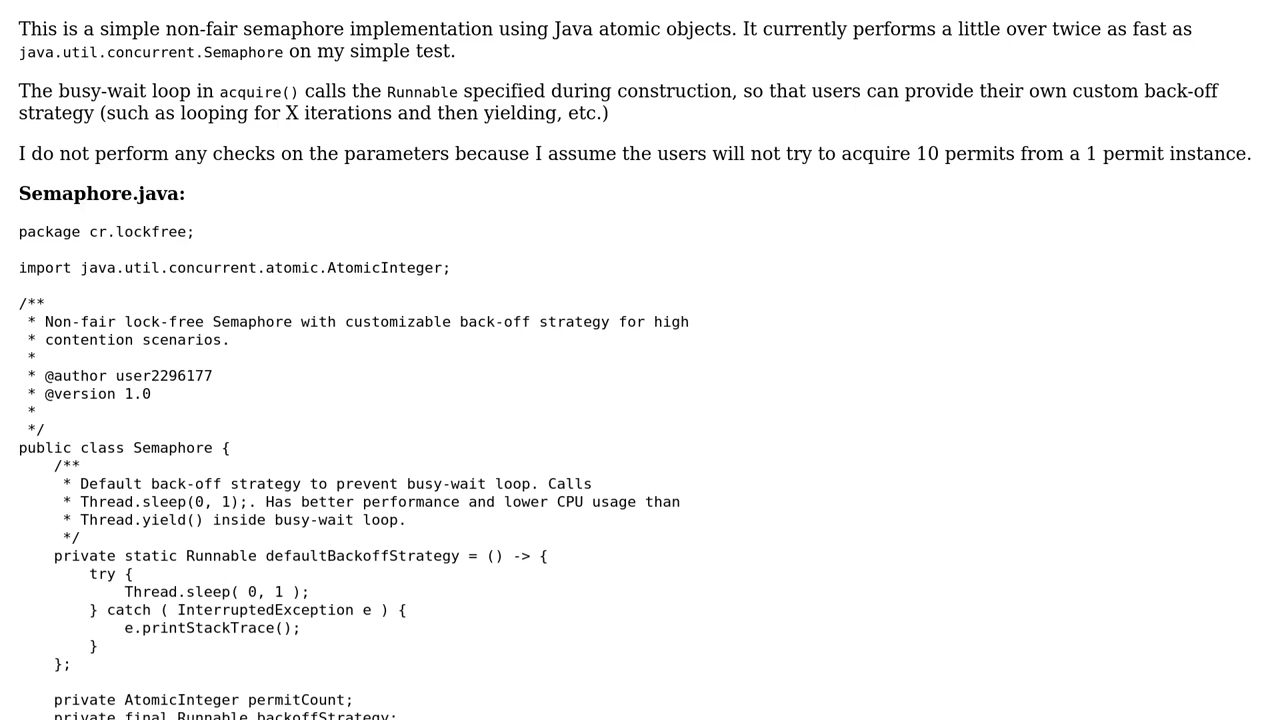 This is a simple non-fair semaphore implementation using Java atomic objects. It currently performs a little over twice as fast as
java.util.concurrent.Semaphore on my simple test.
The busy-wait loop in acquire() calls the Runnable specified during construction, so that users can provide their own custom back-off
strategy (such as looping for X iterations and then yielding, etc.)
I do not perform any checks on the parameters because I assume the users will not try to acquire 10 permits from a 1 permit instance.
Semaphore.java:
package cr.lockfree;
import java.util.concurrent.atomic.AtomicInteger;
/**
 * Non-fair lock-free Semaphore with customizable back-off strategy for high
 * contention scenarios.
 *
 * @author user2296177
 * @version 1.0
 *
 */
public class Semaphore {
    /**
     * Default back-off strategy to prevent busy-wait loop. Calls
     * Thread.sleep(0, 1);. Has better performance and lower CPU usage than
     * Thread.yield() inside busy-wait loop.
     */
    private static Runnable defaultBackoffStrategy = () -> {
        try {
            Thread.sleep( 0, 1 );
        } catch ( InterruptedException e ) {
            e.printStackTrace();
        }
    };
    private AtomicInteger permitCount;
    private final Runnable backoffStrategy;